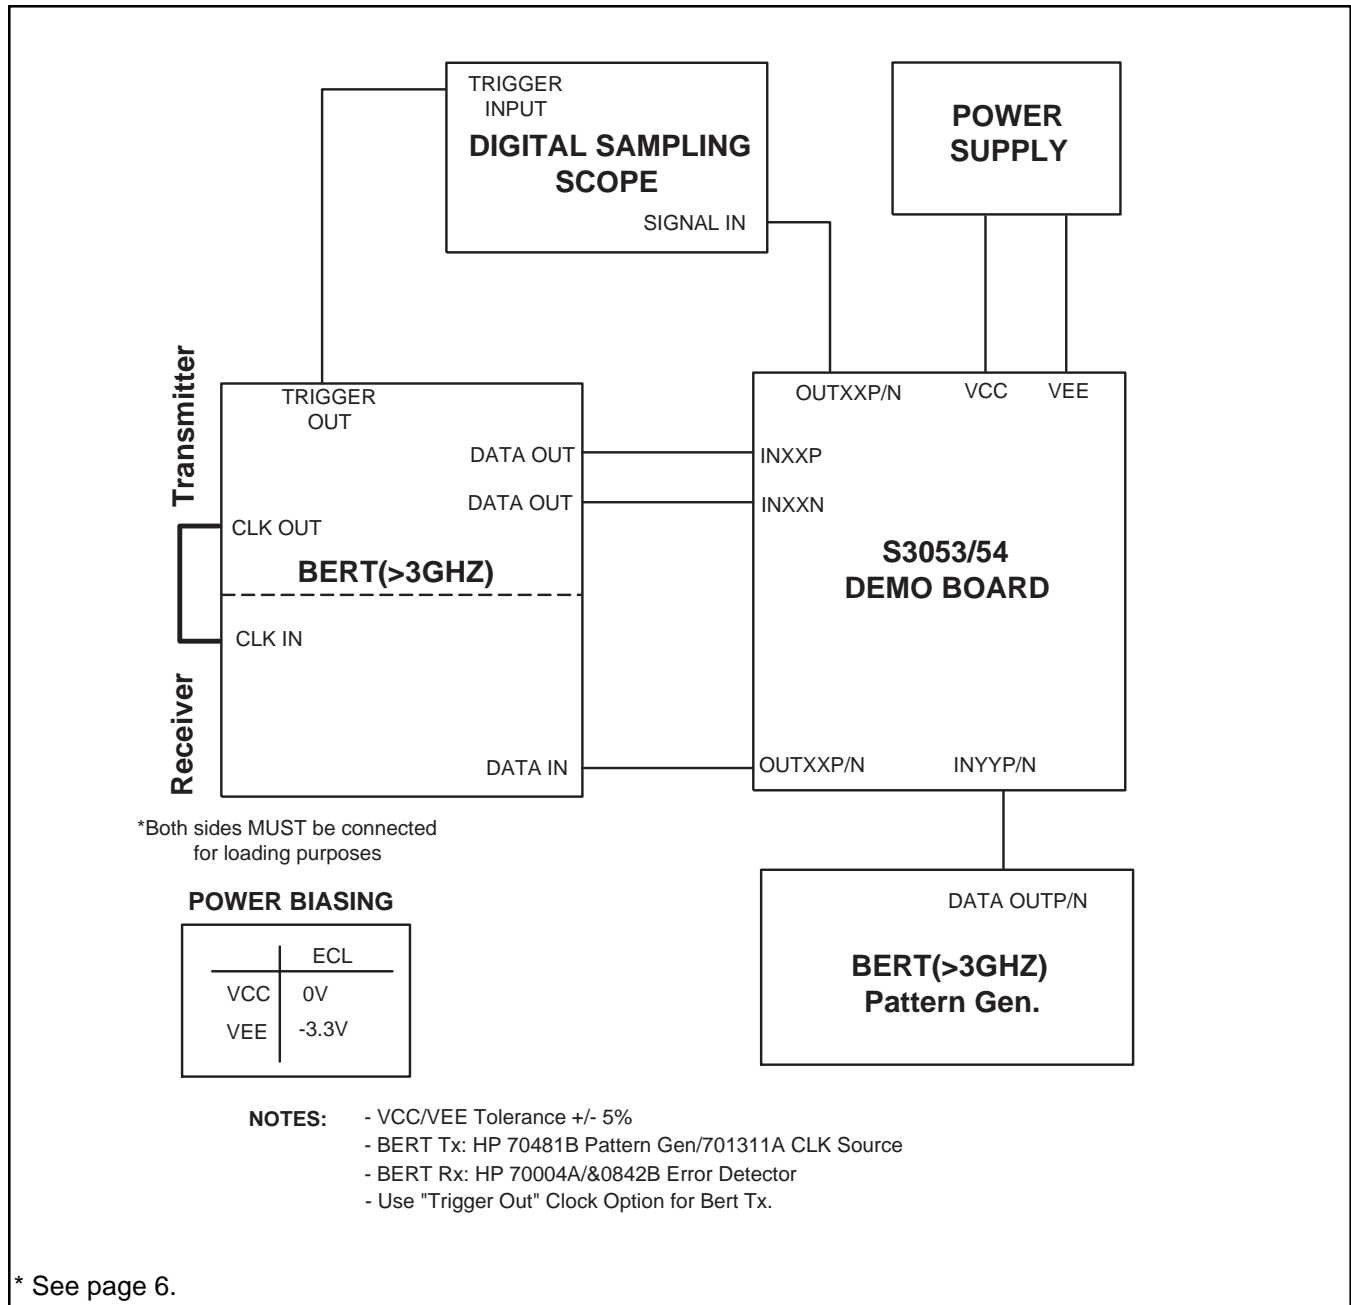 TRIGGER
INPUT
DIGITAL SAMPLING
SCOPE
SIGNAL IN
POWER
SUPPLY
Transmitter
TRIGGER
OUT
DATA OUT
DATA OUT
CLK OUT
BERT(>3GHZ)
CLK IN
Receiver
DATA IN
OUTXXP/N
VCC
VEE
INXXP
INXXN
S3053/54
DEMO BOARD
OUTXXP/N
INYYP/N
*Both sides MUST be connected
for loading purposes
DATA OUTP/N
BERT(>3GHZ)
Pattern Gen.
POWER BIASING
ECL
VCC 0V
VEE -3.3V
NOTES: - VCC/VEE Tolerance +/- 5%
- BERT Tx: HP 70481B Pattern Gen/701311A CLK Source
- BERT Rx: HP 70004A/&0842B Error Detector
- Use "Trigger Out" Clock Option for Bert Tx.
* See page 6.